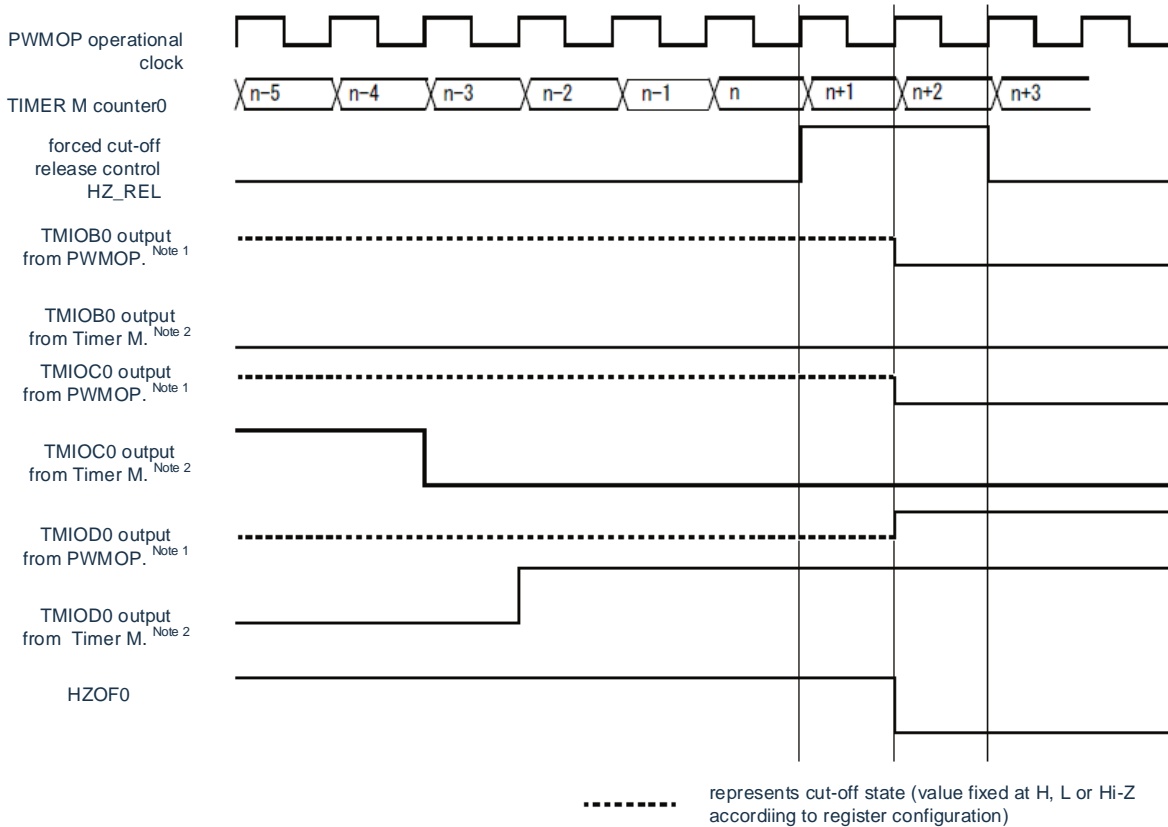 PWMOP operational
clock
TIMER M counter0
n-5 n-4 n-3 n-2 n-1 n n+1 n+2 n+3
forced cut-off
release control
HZ_REL
TMIOB0 output
from PWMOP. Note 1
TMIOB0 output
from Timer M. Note 2
TMIOC0 output
from PWMOP. Note 1
TMIOC0 output
from Timer M. Note 2
TMIOD0 output
from PWMOP. Note 1
TMIOD0 output
from Timer M. Note 2
HZOF0
represents cut-off state (value fixed at H, L or Hi-Z
accordiing to register configuration)